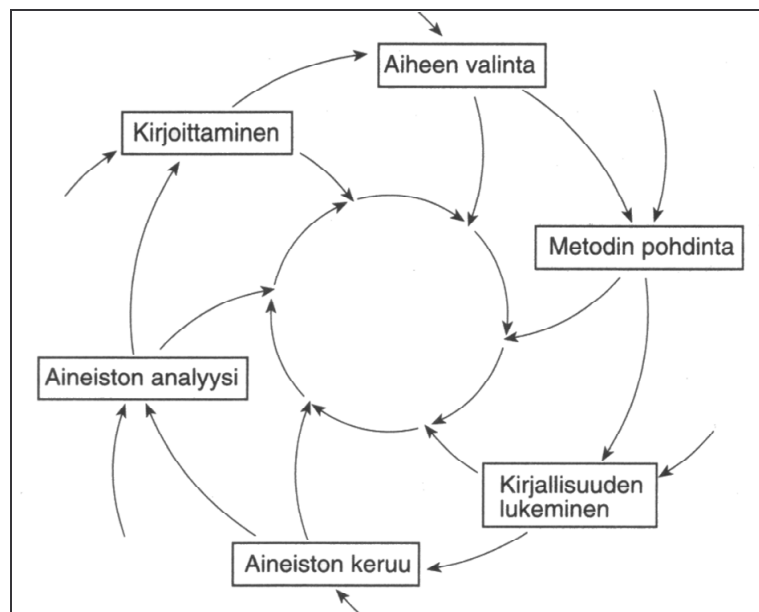 Aiheen valinta
Kirjoittaminen
Metodin pohdinta
Aineiston analyysi
Kirjallisuuden
lukeminen
Aineiston keruu